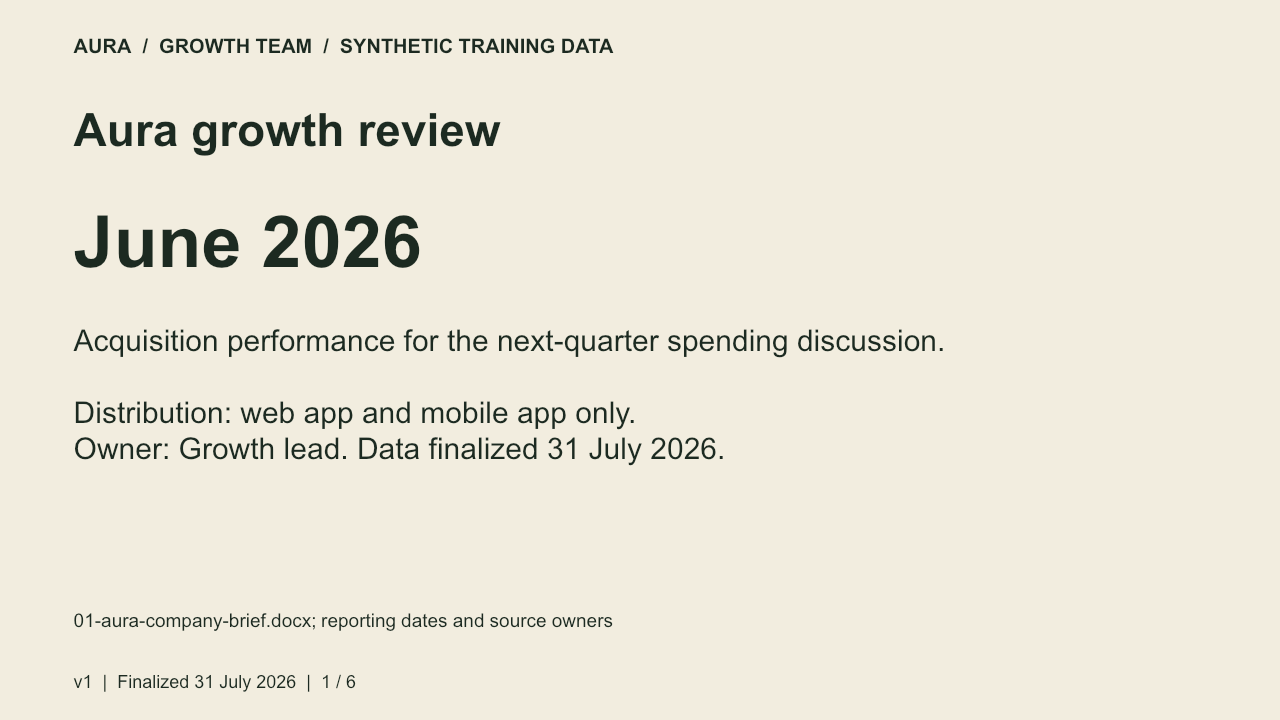 AURA / GROWTH TEAM / SYNTHETIC TRAINING DATA
Aura growth review
June 2026
Acquisition performance for the next-quarter spending discussion.
Distribution: web app and mobile app only.
Owner: Growth lead. Data finalized 31 July 2026.
01-aura-company-brief.docx; reporting dates and source owners
v1 | Finalized 31 July 2026 | 1 / 6